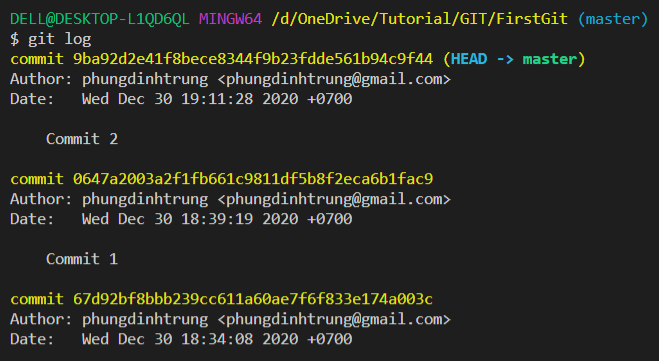 DELL@DESKTOP-L1QD6QL MINGW64 /d/OneDrive/Tutorial/GIT/FirstGit (master)
$ git log
commit 9ba92d2e41f8bece8344f9b23fdde561b94c9f44 (HEAD -> master)
Author: phungdinhtrung <phungdinhtrung@gmail.com>
Date:   Wed Dec 30 19:11:28 2020 +0700
    Commit 2
commit 0647a2003a2f1fb661c9811df5b8f2eca6b1fac9
Author: phungdinhtrung <phungdinhtrung@gmail.com>
Date:   Wed Dec 30 18:39:19 2020 +0700
    Commit 1
commit 67d92bf8bbb239cc611a60ae7f6f833e174a003c
Author: phungdinhtrung <phungdinhtrung@gmail.com>
Date:   Wed Dec 30 18:34:08 2020 +0700